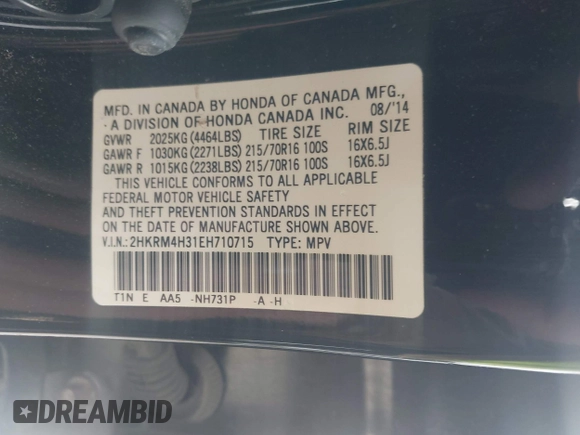 MFD. IN CANADA BY HONDA OF CANADA MFG.,
A DIVISION OF HONDA CANADA INC. 08/'14
GVWR 2025KG(4464LBS) TIRE SIZE RIM SIZE
GAWR F 1030KG(2271LBS) 215/70R16 100S 16X6.5J
GAWR R 1015KG(2238LBS) 215/70R16 100S 16X6.5J
THIS VEHICLE CONFORMS TO ALL APPLICABLE
FEDERAL MOTOR VEHICLE SAFETY
AND THEFT PREVENTION STANDARDS IN EFFECT
ON THE DATE OF MANUFACTURE SHOWN ABOVE.
V.I.N.: 2HKRM4H31EH710715 TYPE: MPV
T1N E AA5 -NH731P -A -H
DREAMBID